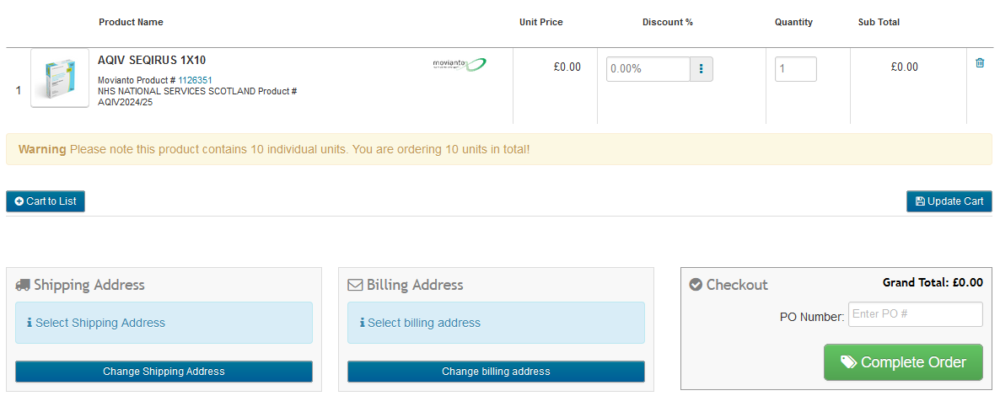 Product Name Unit Price Discount % Quantity Sub Total
AQIV SEQIRUS 1X10
movianto
£0.00 0.00% 1 £0.00
Movianto Product # 1126351
1
NHS NATIONAL SERVICES SCOTLAND Product #
AQIV2024/25
Warning Please note this product contains 10 individual units. You are ordering 10 units in total!
Cart to List Update Cart
Shipping Address
Select Shipping Address
Change Shipping Address
Billing Address
Select billing address
Change billing address
Checkout Grand Total: £0.00
PO Number: Enter PO #
Complete Order